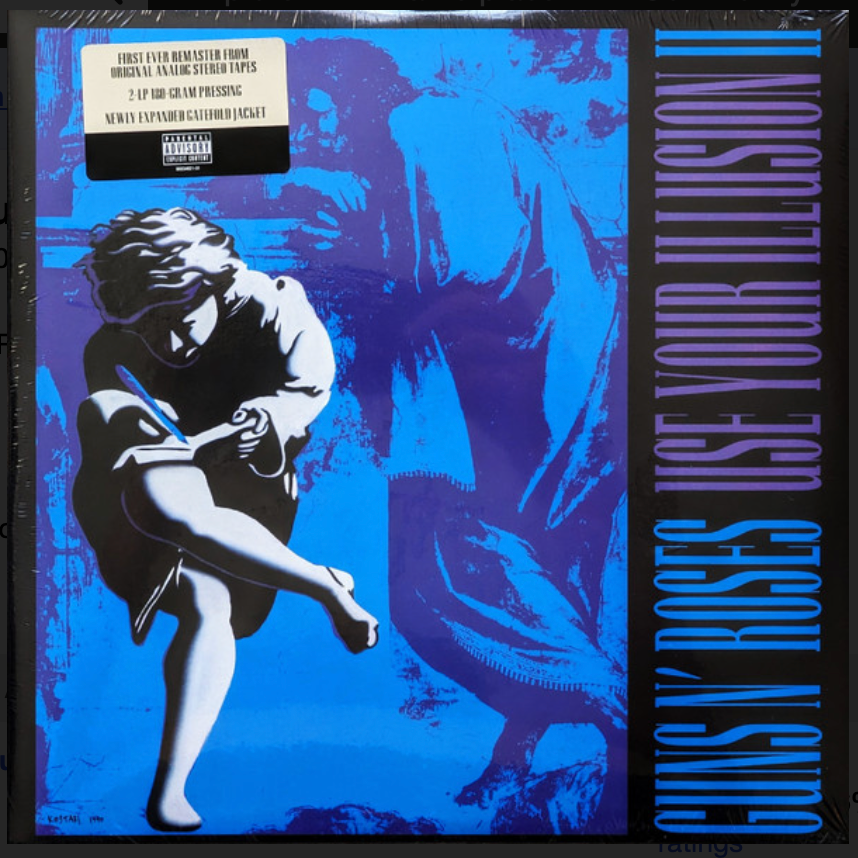 FIRST EVER REMASTER FROM
ORIGINAL ANALOG STEREO TAPES
2-LP 180-GRAM PRESSING
NEWLY EXPANDED GATEFOLD JACKET
PARENTAL
ADVISORY
EXPLICIT CONTENT
GUNS N' ROSES USE YOUR ILLUSION II
1990
ratings